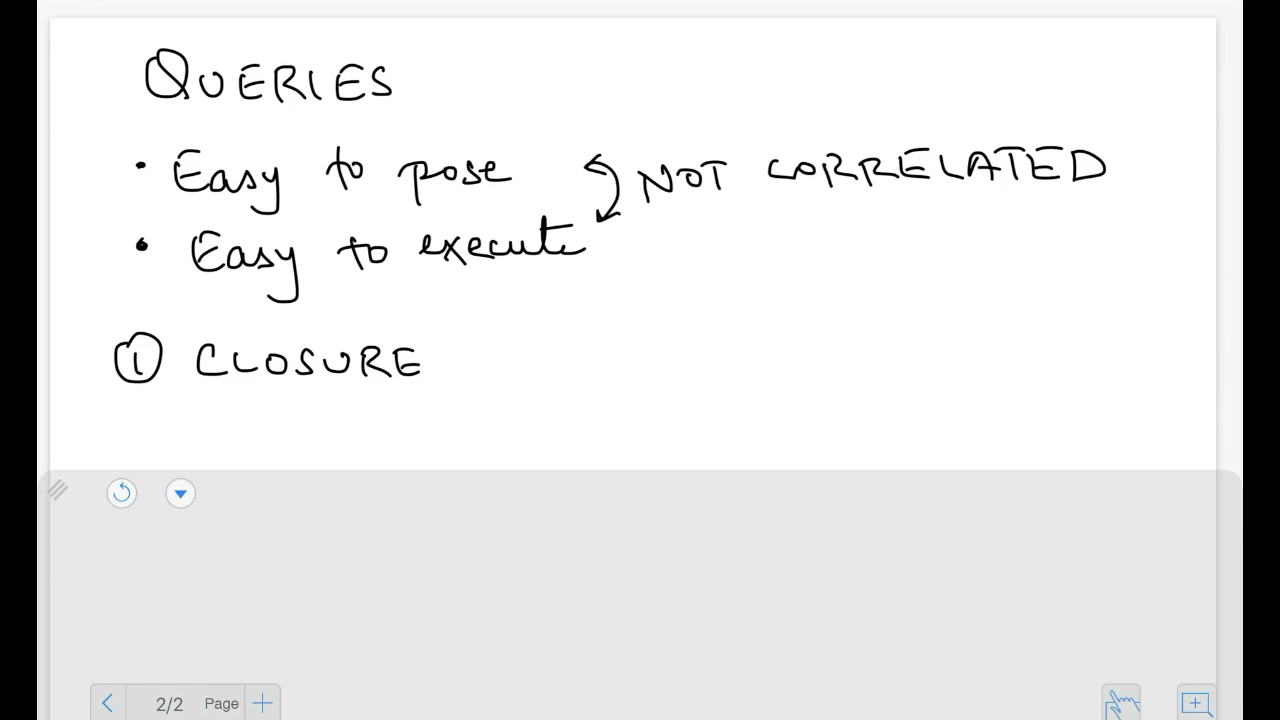 QUERIES
• Easy to pose NOT CORRELATED
• Easy to execute
① CLOSURE
2/2 Page